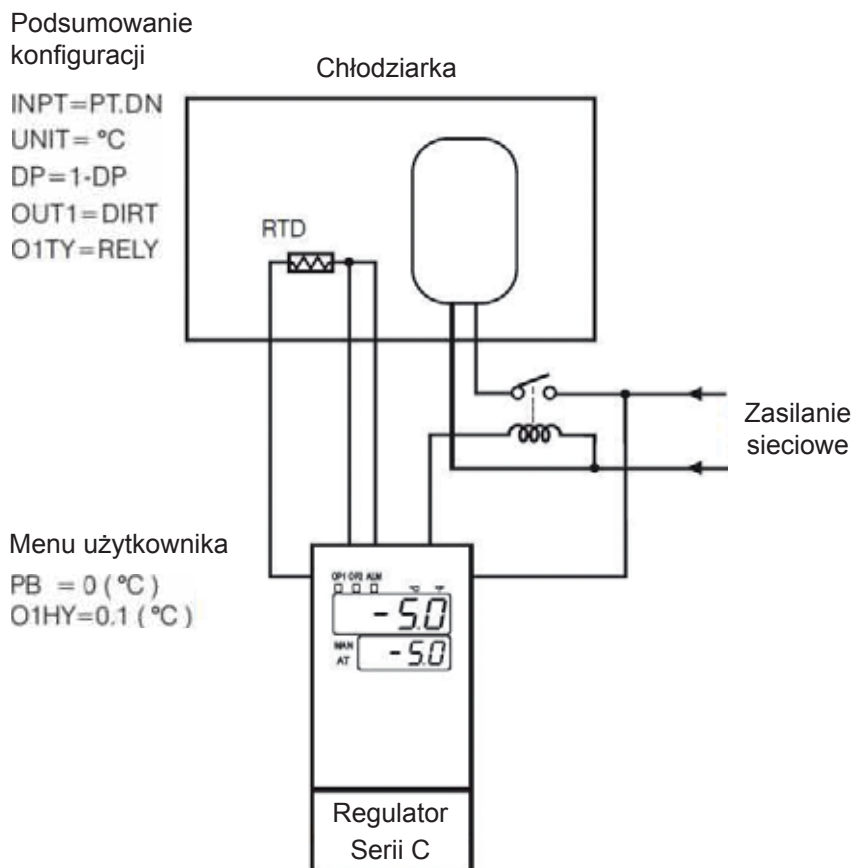 Podsumowanie
konfiguracji
Chłodziarka
INPT=PT.DN
UNIT= °C
DP=1-DP
OUT1=DIRT
O1TY=RELY
RTD
Zasilanie
sieciowe
Menu użytkownika
PB = 0 ( °C )
O1HY=0.1 ( °C )
OP1 OP2 ALM °C °F
- 5.0
MAN
AT
- 5.0
Regulator
Serii C